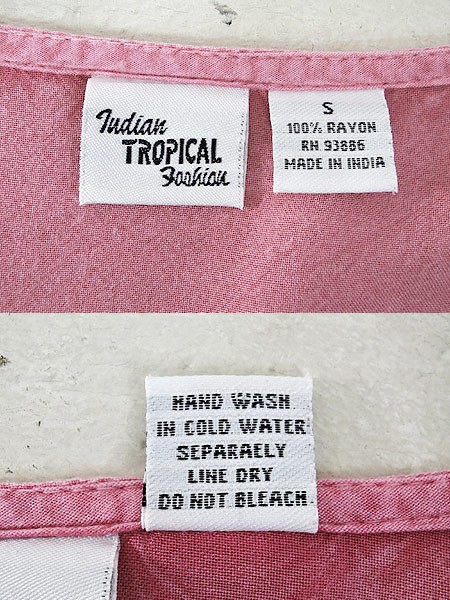 Indian
TROPICAL
Fashion
S
100% RAYON
RN 93886
MADE IN INDIA
HAND WASH
IN COLD WATER
SEPARAELY
LINE DRY
DO NOT BLEACH